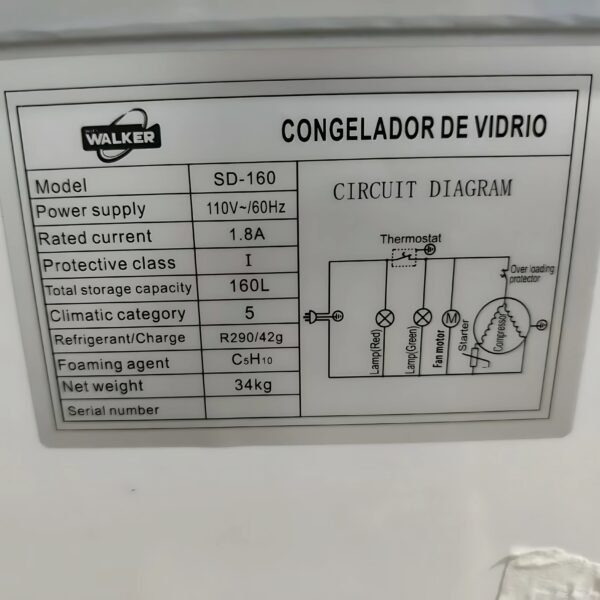 WALKER
CONGELADOR DE VIDRIO
Model SD-160
Power supply 110V~/60Hz
Rated current 1.8A
Protective class I
Total storage capacity 160L
Climatic category 5
Refrigerant/Charge R290/42g
Foaming agent C5H10
Net weight 34kg
Serial number
CIRCUIT DIAGRAM
Thermostat
Over loading
protector
Lamp(Red)
Lamp(Green)
Fan motor
M
Starter
Compressor